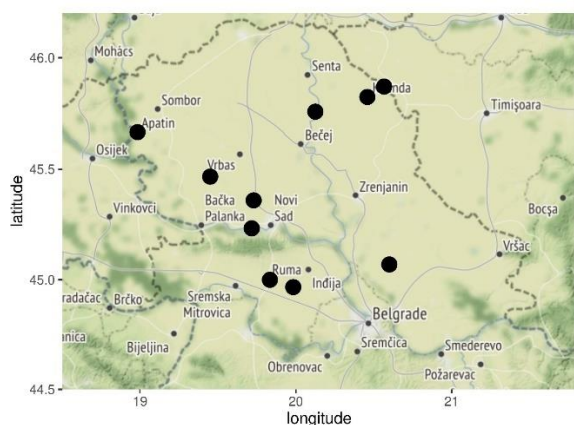 46.0
45.5
45.0
44.5
latitude
Mohács
Senta
Sombor
Apatin
Timişoara
Osijek
Bečej
Vrbas
Zrenjanin
Bačka
Palanka
Novi
Sad
Vinkovci
Bocşa
Vršac
Ruma
Inđija
Sremska
Mitrovica
Brčko
Belgrade
Bijeljina
Sremčica
Smederevo
Obrenovac
Požarevac
19
20
21
longitude